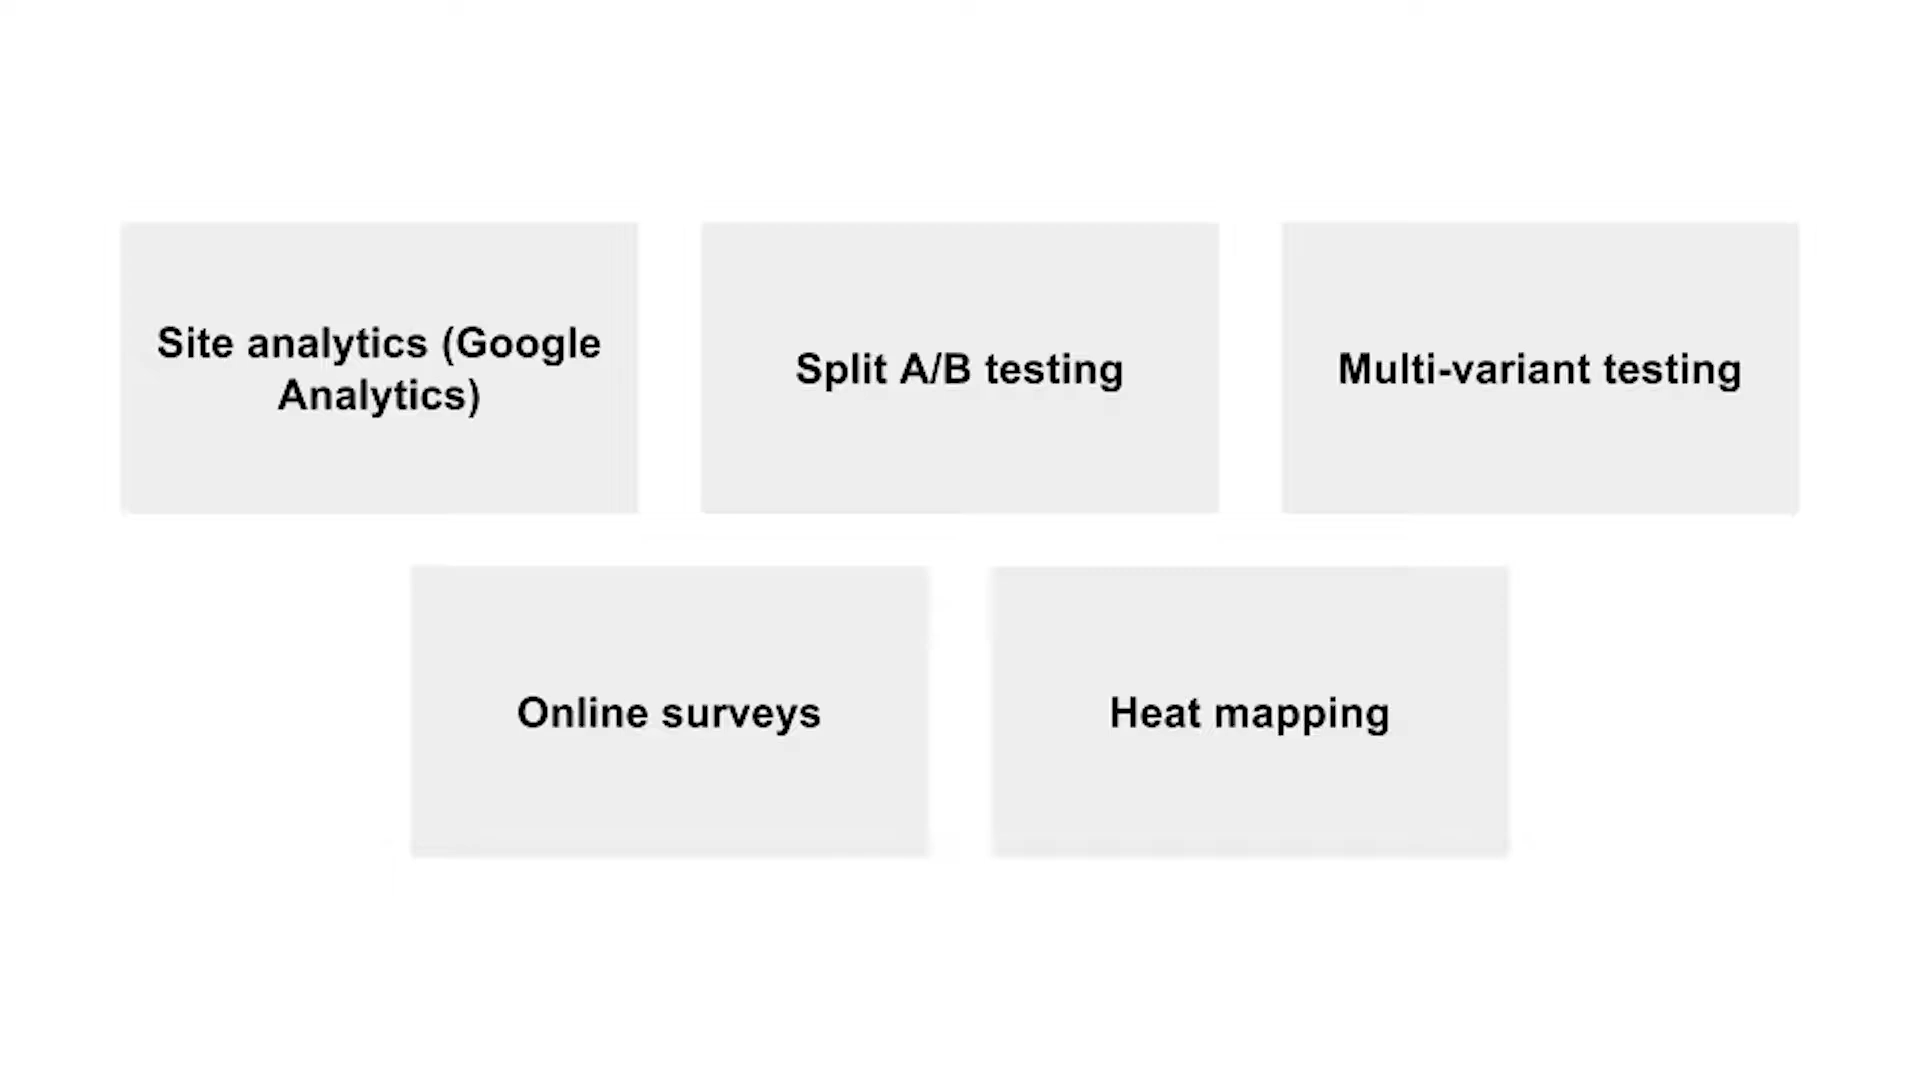 Site analytics (Google
Analytics)
Split A/B testing
Multi-variant testing
Online surveys
Heat mapping